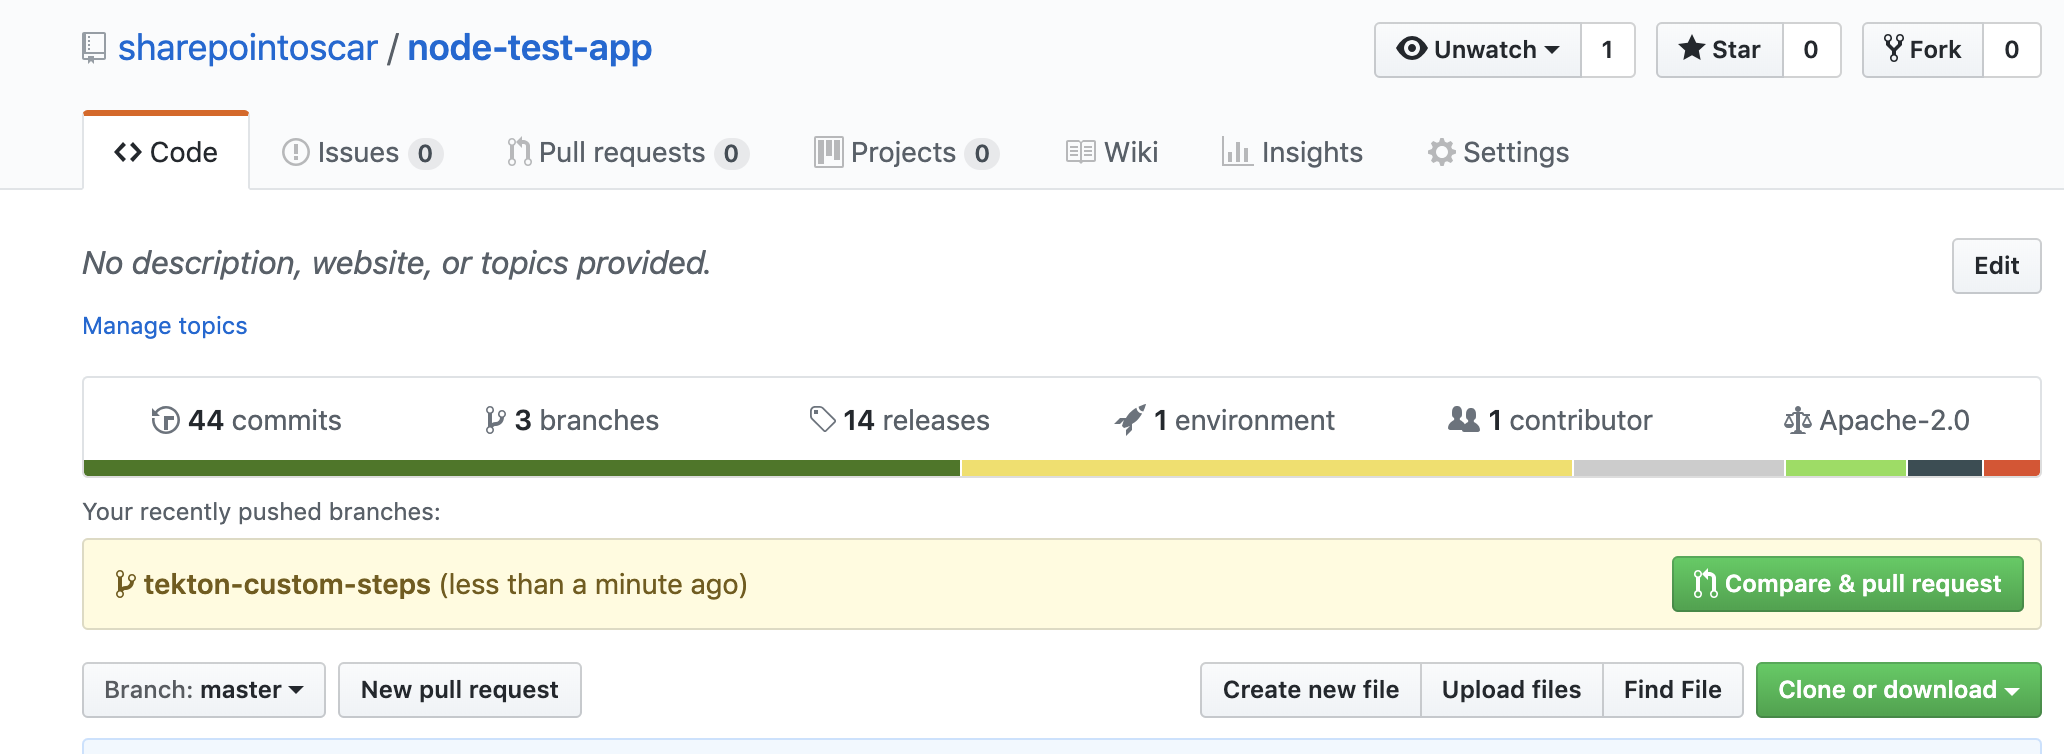 sharepointoscar / node-test-app Unwatch 1 Star 0 Fork 0
Code Issues 0 Pull requests 0 Projects 0 Wiki Insights Settings
No description, website, or topics provided. Edit
Manage topics
44 commits 3 branches 14 releases 1 environment 1 contributor Apache-2.0
Your recently pushed branches:
tekton-custom-steps (less than a minute ago) Compare & pull request
Branch: master New pull request Create new file Upload files Find File Clone or download